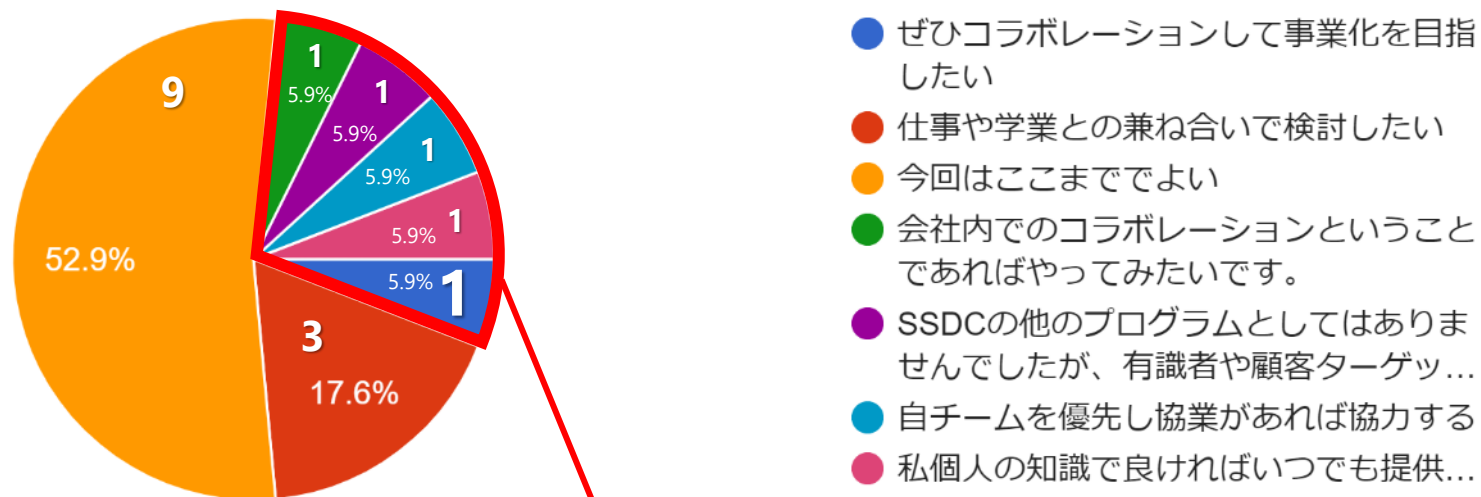 9
52.9%
1
5.9%
1
5.9%
1
5.9%
1
5.9%
1
5.9%
3
17.6%
ぜひコラボレーションして事業化を目指
したい
仕事や学業との兼ね合いで検討したい
今回はここまででよい
会社内でのコラボレーションということ
であればやってみたいです。
SSDCの他のプログラムとしてはありま
せんでしたが、有識者や顧客ターゲッ...
自チームを優先し協業があれば協力する
私個人の知識で良ければいつでも提供...